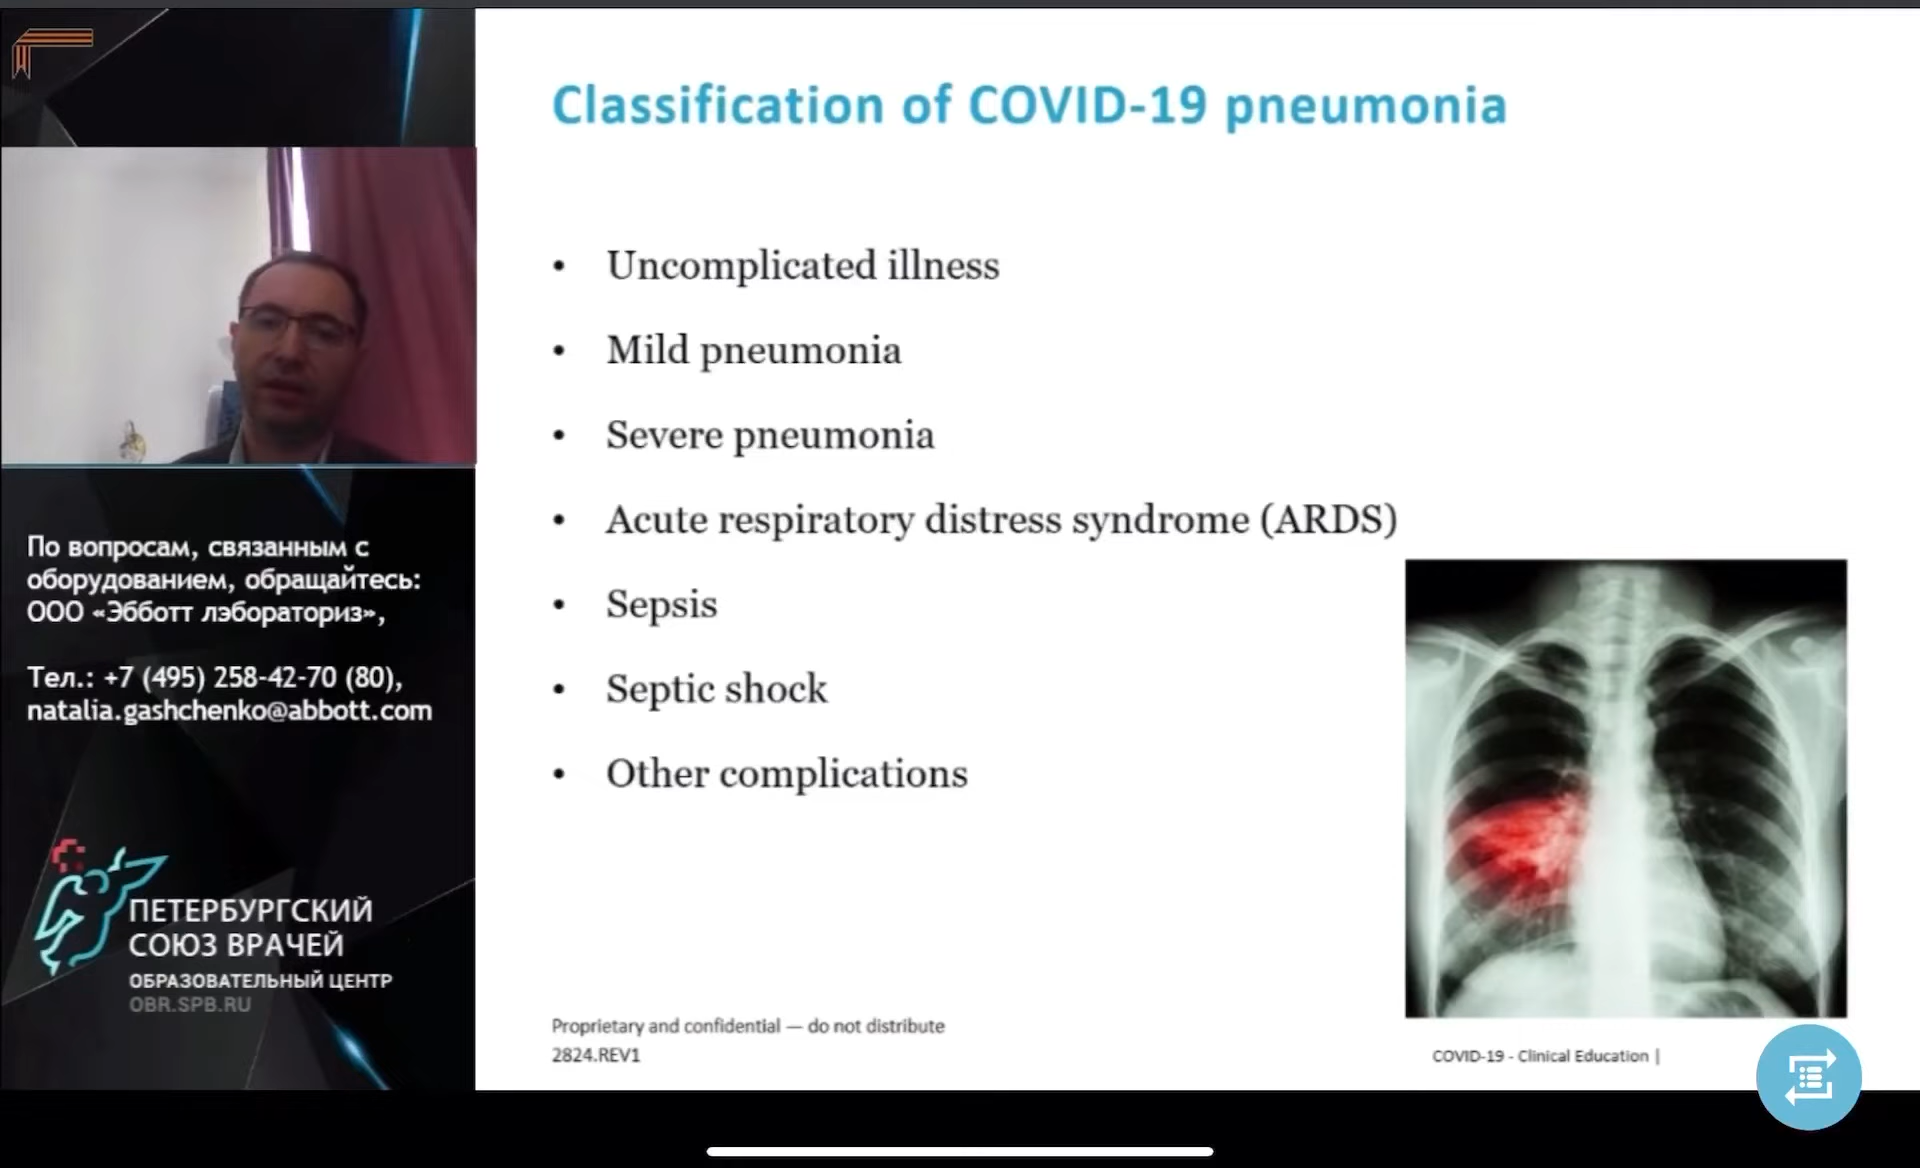 По вопросам, связанным с
оборудованием, обращайтесь:
ООО «Эбботт лэбораториз»,
Тел.: +7 (495) 258-42-70 (80),
natalia.gashchenko@abbott.com
ПЕТЕРБУРГСКИЙ
СОЮЗ ВРАЧЕЙ
ОБРАЗОВАТЕЛЬНЫЙ ЦЕНТР
OBR.SPB.RU
Classification of COVID-19 pneumonia
• Uncomplicated illness
• Mild pneumonia
• Severe pneumonia
• Acute respiratory distress syndrome (ARDS)
• Sepsis
• Septic shock
• Other complications
Proprietary and confidential — do not distribute
2824.REV1
COVID-19 - Clinical Education |